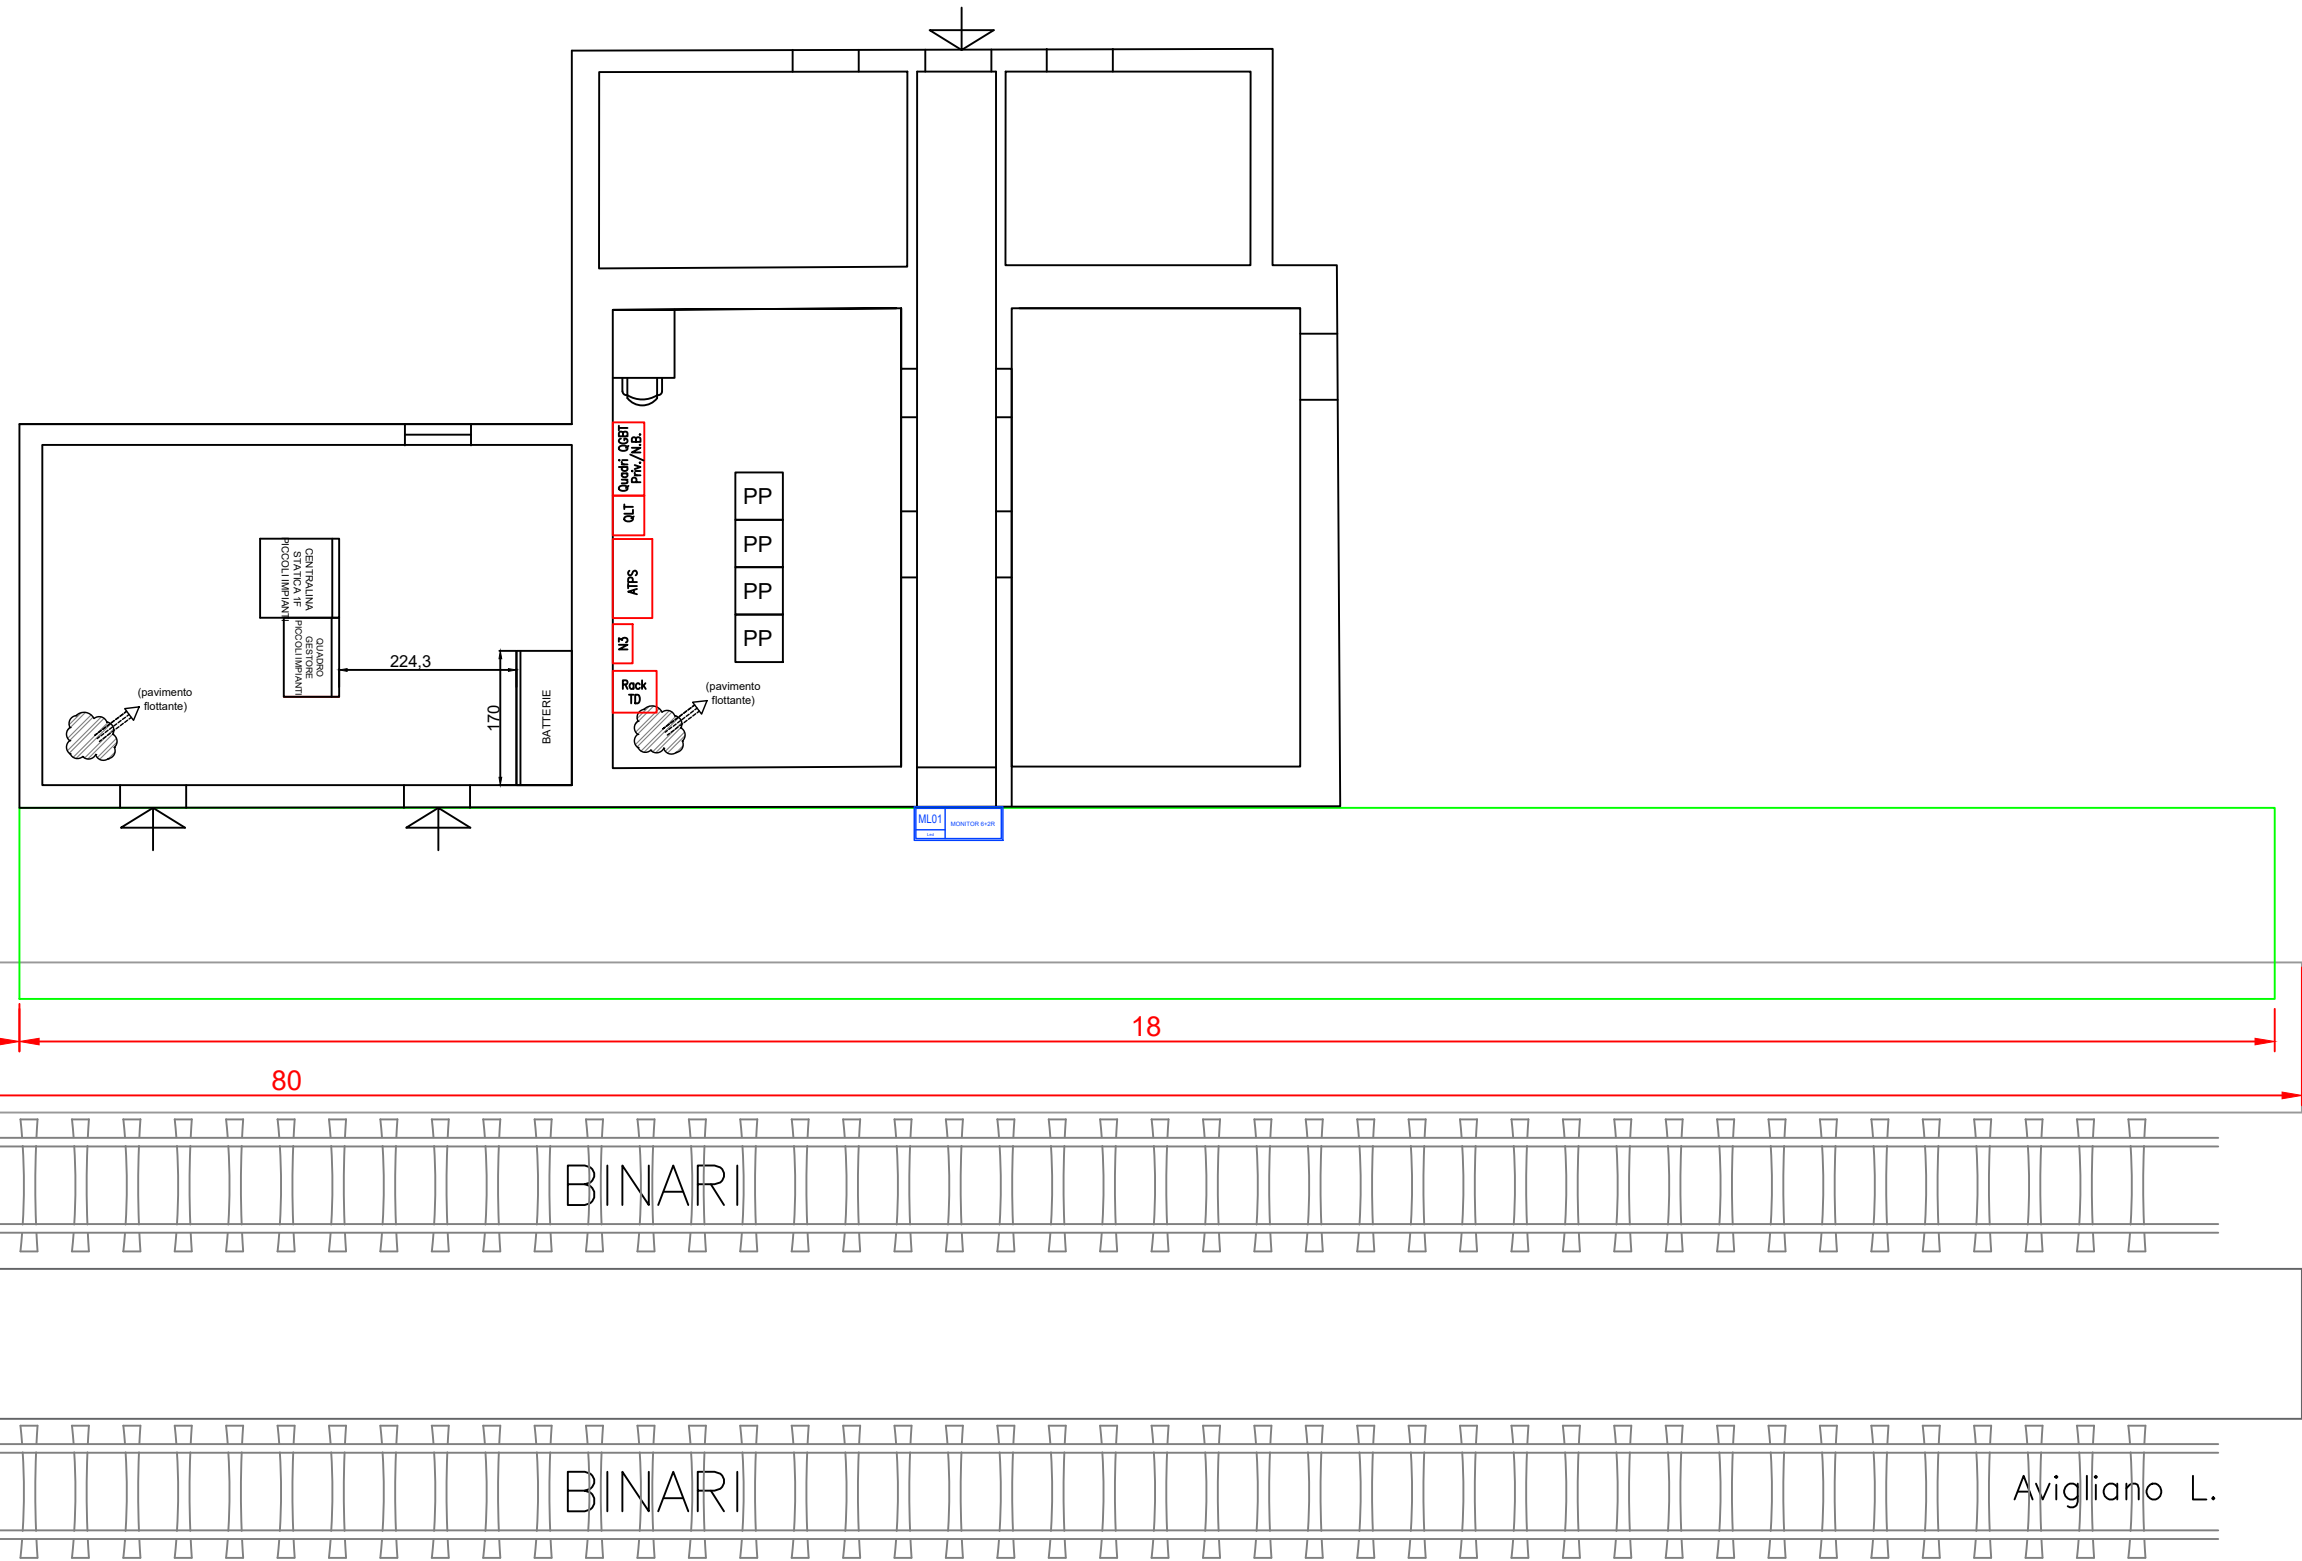 Quadri QGBT
Priv./N.B.
QLT
ATPS
N3
Rack
TD
PP
PP
PP
PP
CENTRALINA
STATICA 1F
PICCOLI IMPIANTI
QUADRO
GESTORE
PICCOLI IMPIANTI
224,3
170
BATTERIE
(pavimento
flottante)
(pavimento
flottante)
ML01
Led
MONITOR 6+2R
18
80
BINARI
BINARI
Avigliano L.